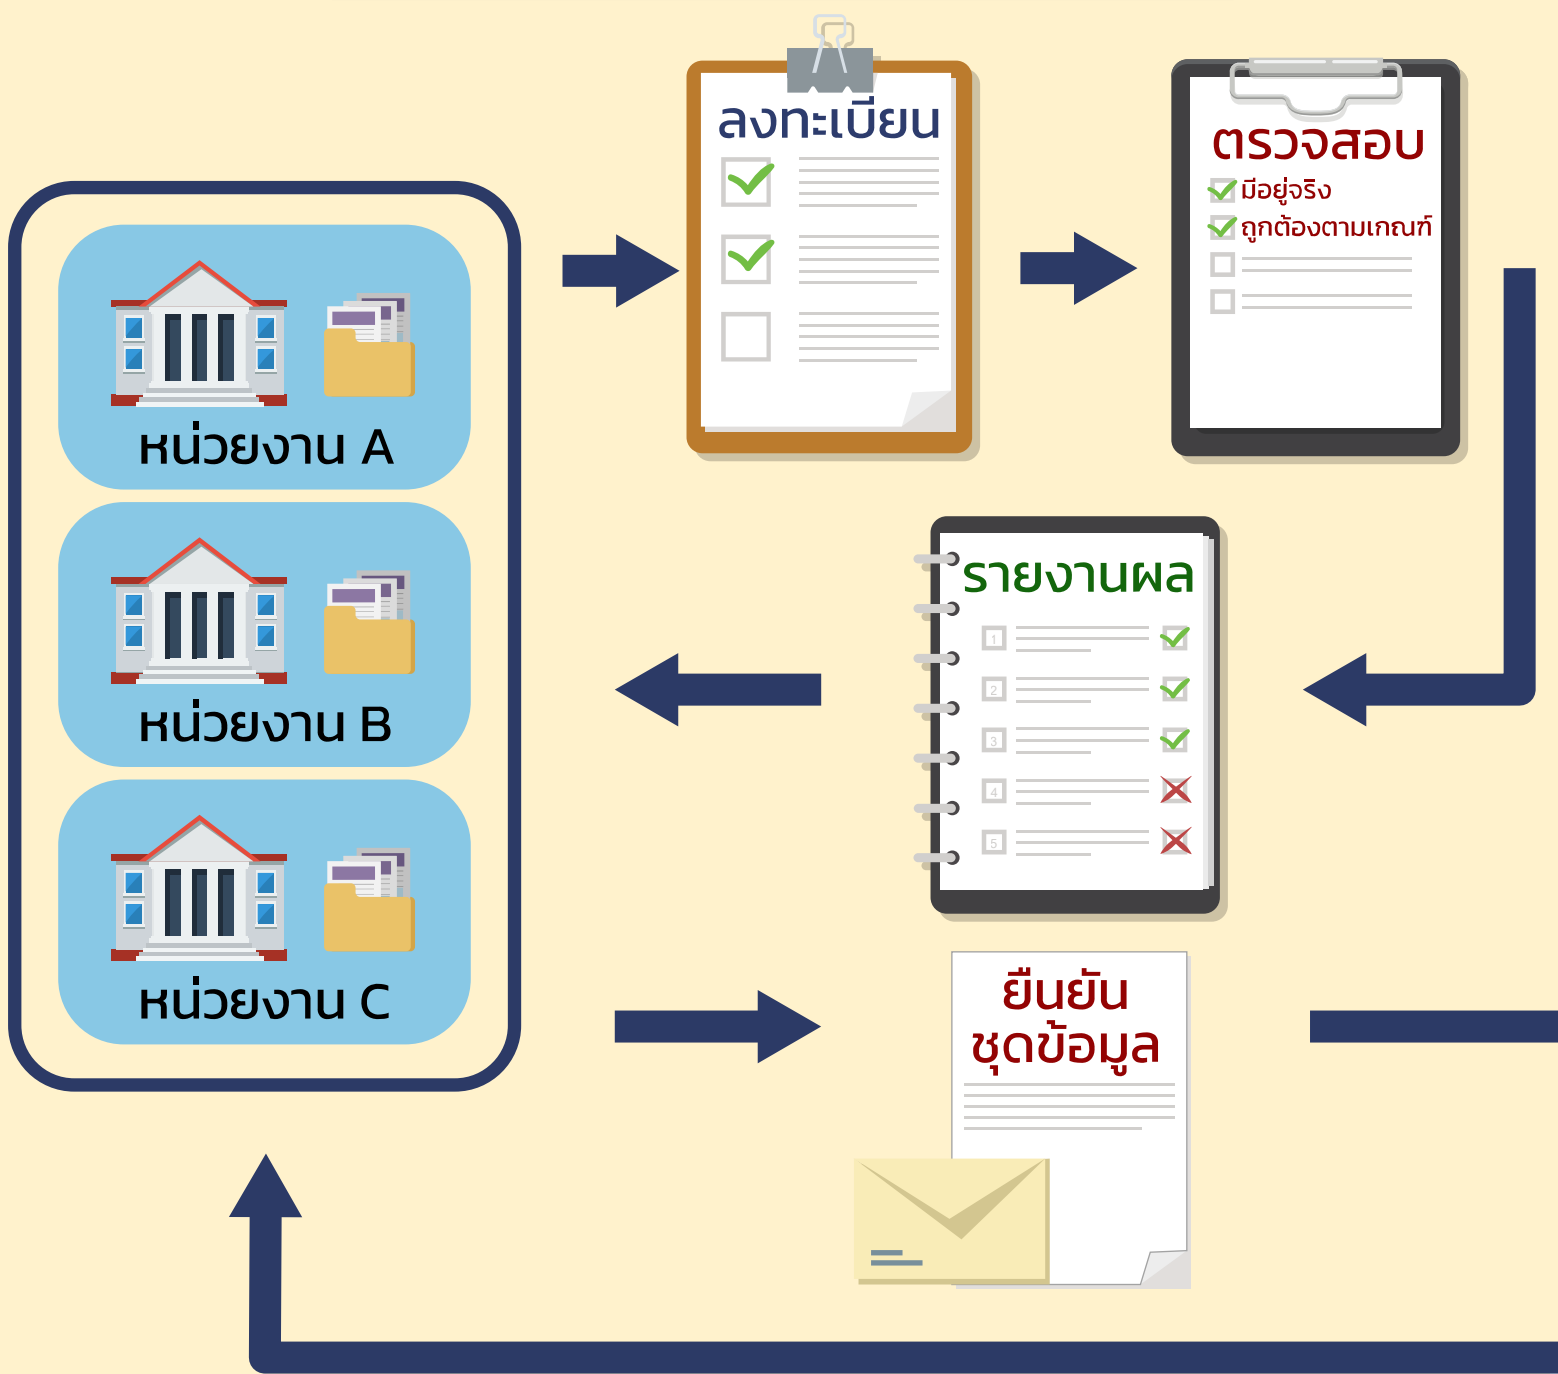 ลงทะเบียน
ตรวจสอบ
มีอยู่จริง
ถูกต้องตามเกณฑ์
หน่วยงาน A
หน่วยงาน B
หน่วยงาน C
รายงานผล
1
2
3
4
5
ยืนยัน
ชุดข้อมูล